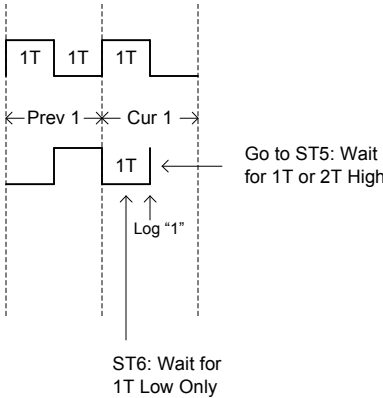 1T 1T 1T
Prev 1 Cur 1
1T
Go to ST5: Wait
for 1T or 2T High
Log “1”
ST6: Wait for
1T Low Only